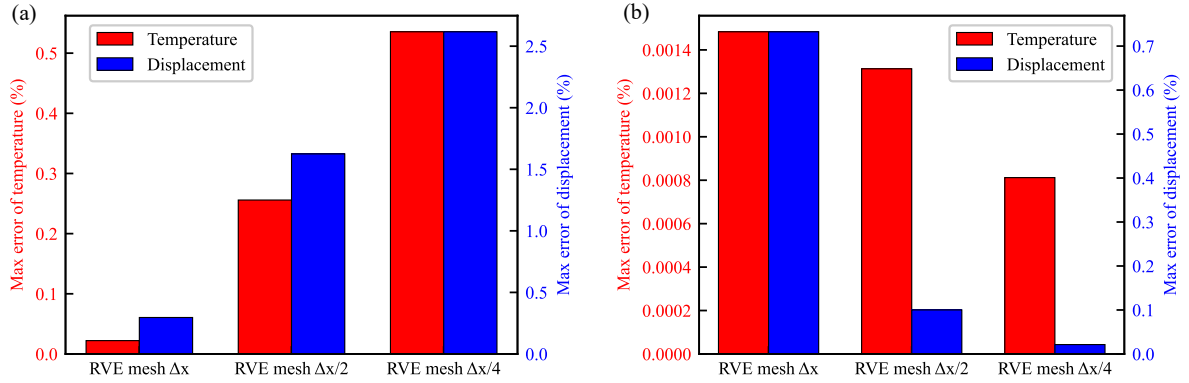 (a)
Temperature
Displacement
Max error of temperature (%)
0.5
0.4
0.3
0.2
0.1
0.0
2.5
2.0
1.5
1.0
0.5
0.0
Max error of displacement (%)
RVE mesh Δx
RVE mesh Δx/2
RVE mesh Δx/4
(b)
Temperature
Displacement
Max error of temperature (%)
0.0014
0.0012
0.0010
0.0008
0.0006
0.0004
0.0002
0.0000
0.7
0.6
0.5
0.4
0.3
0.2
0.1
0.0
Max error of displacement (%)
RVE mesh Δx
RVE mesh Δx/2
RVE mesh Δx/4